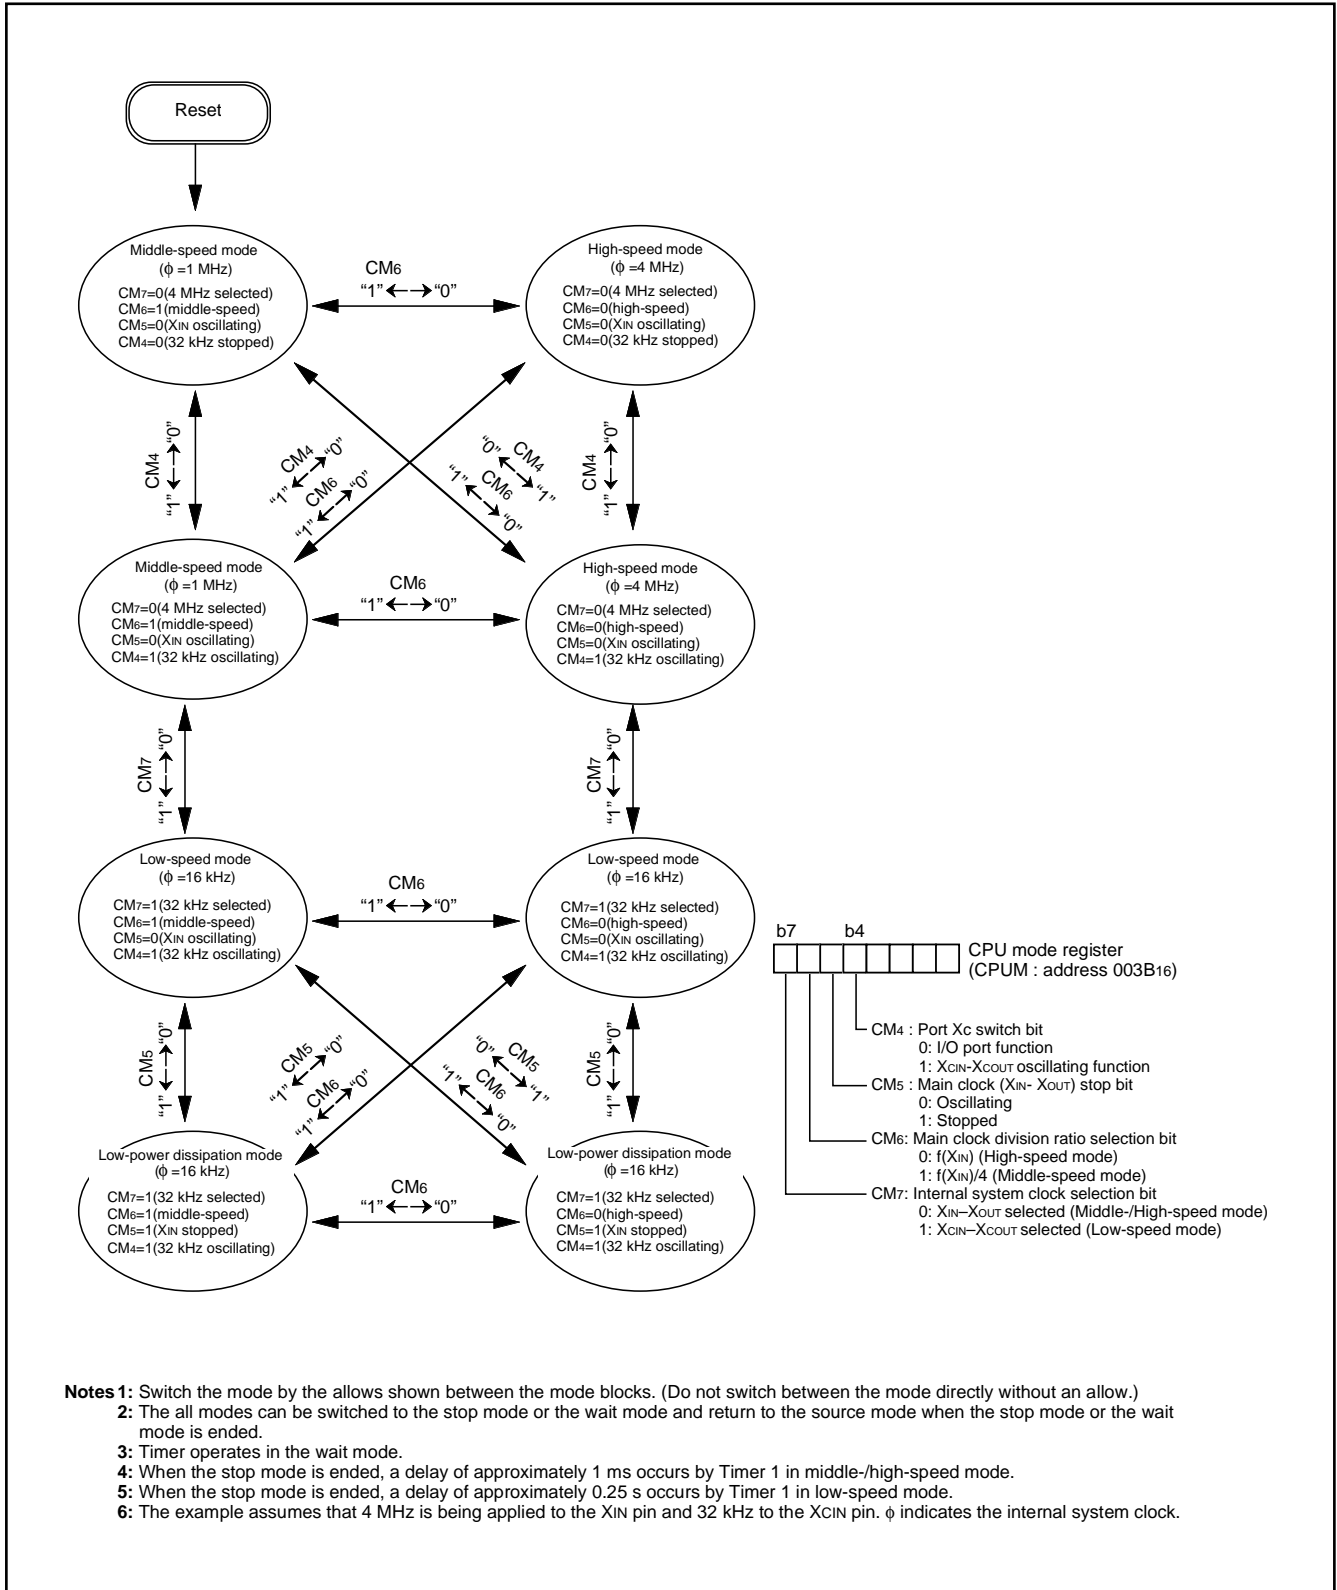 Reset
Middle-speed mode
(ϕ =1 MHz)
CM7=0(4 MHz selected)
CM6=1(middle-speed)
CM5=0(XIN oscillating)
CM4=0(32 kHz stopped)
CM6
“1” ←→ “0”
High-speed mode
(ϕ =4 MHz)
CM7=0(4 MHz selected)
CM6=0(high-speed)
CM5=0(XIN oscillating)
CM4=0(32 kHz stopped)
CM4
“1” ←→ “0”
CM4
“1” ←→ “0”
CM6
“1” ←→ “0”
CM4
“0” ←→ “1”
CM6
“1” ←→ “0”
CM4
“1” ←→ “0”
Middle-speed mode
(ϕ =1 MHz)
CM7=0(4 MHz selected)
CM6=1(middle-speed)
CM5=0(XIN oscillating)
CM4=1(32 kHz oscillating)
CM6
“1” ←→ “0”
High-speed mode
(ϕ =4 MHz)
CM7=0(4 MHz selected)
CM6=0(high-speed)
CM5=0(XIN oscillating)
CM4=1(32 kHz oscillating)
CM7
“1” ←→ “0”
CM7
“1” ←→ “0”
Low-speed mode
(ϕ =16 kHz)
CM7=1(32 kHz selected)
CM6=1(middle-speed)
CM5=0(XIN oscillating)
CM4=1(32 kHz oscillating)
CM6
“1” ←→ “0”
Low-speed mode
(ϕ =16 kHz)
CM7=1(32 kHz selected)
CM6=0(high-speed)
CM5=0(XIN oscillating)
CM4=1(32 kHz oscillating)
CM5
“1” ←→ “0”
CM5
“1” ←→ “0”
CM6
“1” ←→ “0”
CM5
“0” ←→ “1”
CM6
“1” ←→ “0”
CM5
“1” ←→ “0”
Low-power dissipation mode
(ϕ =16 kHz)
CM7=1(32 kHz selected)
CM6=1(middle-speed)
CM5=1(XIN stopped)
CM4=1(32 kHz oscillating)
CM6
“1” ←→ “0”
Low-power dissipation mode
(ϕ =16 kHz)
CM7=1(32 kHz selected)
CM6=0(high-speed)
CM5=1(XIN stopped)
CM4=1(32 kHz oscillating)
b7 b4
CPU mode register
(CPUM : address 003B16)
CM4 : Port Xc switch bit
0: I/O port function
1: XCIN-XCOUT oscillating function
CM5 : Main clock (XIN- XOUT) stop bit
0: Oscillating
1: Stopped
CM6: Main clock division ratio selection bit
0: f(XIN) (High-speed mode)
1: f(XIN)/4 (Middle-speed mode)
CM7: Internal system clock selection bit
0: XIN–XOUT selected (Middle-/High-speed mode)
1: XCIN–XCOUT selected (Low-speed mode)
Notes 1: Switch the mode by the allows shown between the mode blocks. (Do not switch between the mode directly without an allow.)
2: The all modes can be switched to the stop mode or the wait mode and return to the source mode when the stop mode or the wait
mode is ended.
3: Timer operates in the wait mode.
4: When the stop mode is ended, a delay of approximately 1 ms occurs by Timer 1 in middle-/high-speed mode.
5: When the stop mode is ended, a delay of approximately 0.25 s occurs by Timer 1 in low-speed mode.
6: The example assumes that 4 MHz is being applied to the XIN pin and 32 kHz to the XCIN pin. ϕ indicates the internal system clock.